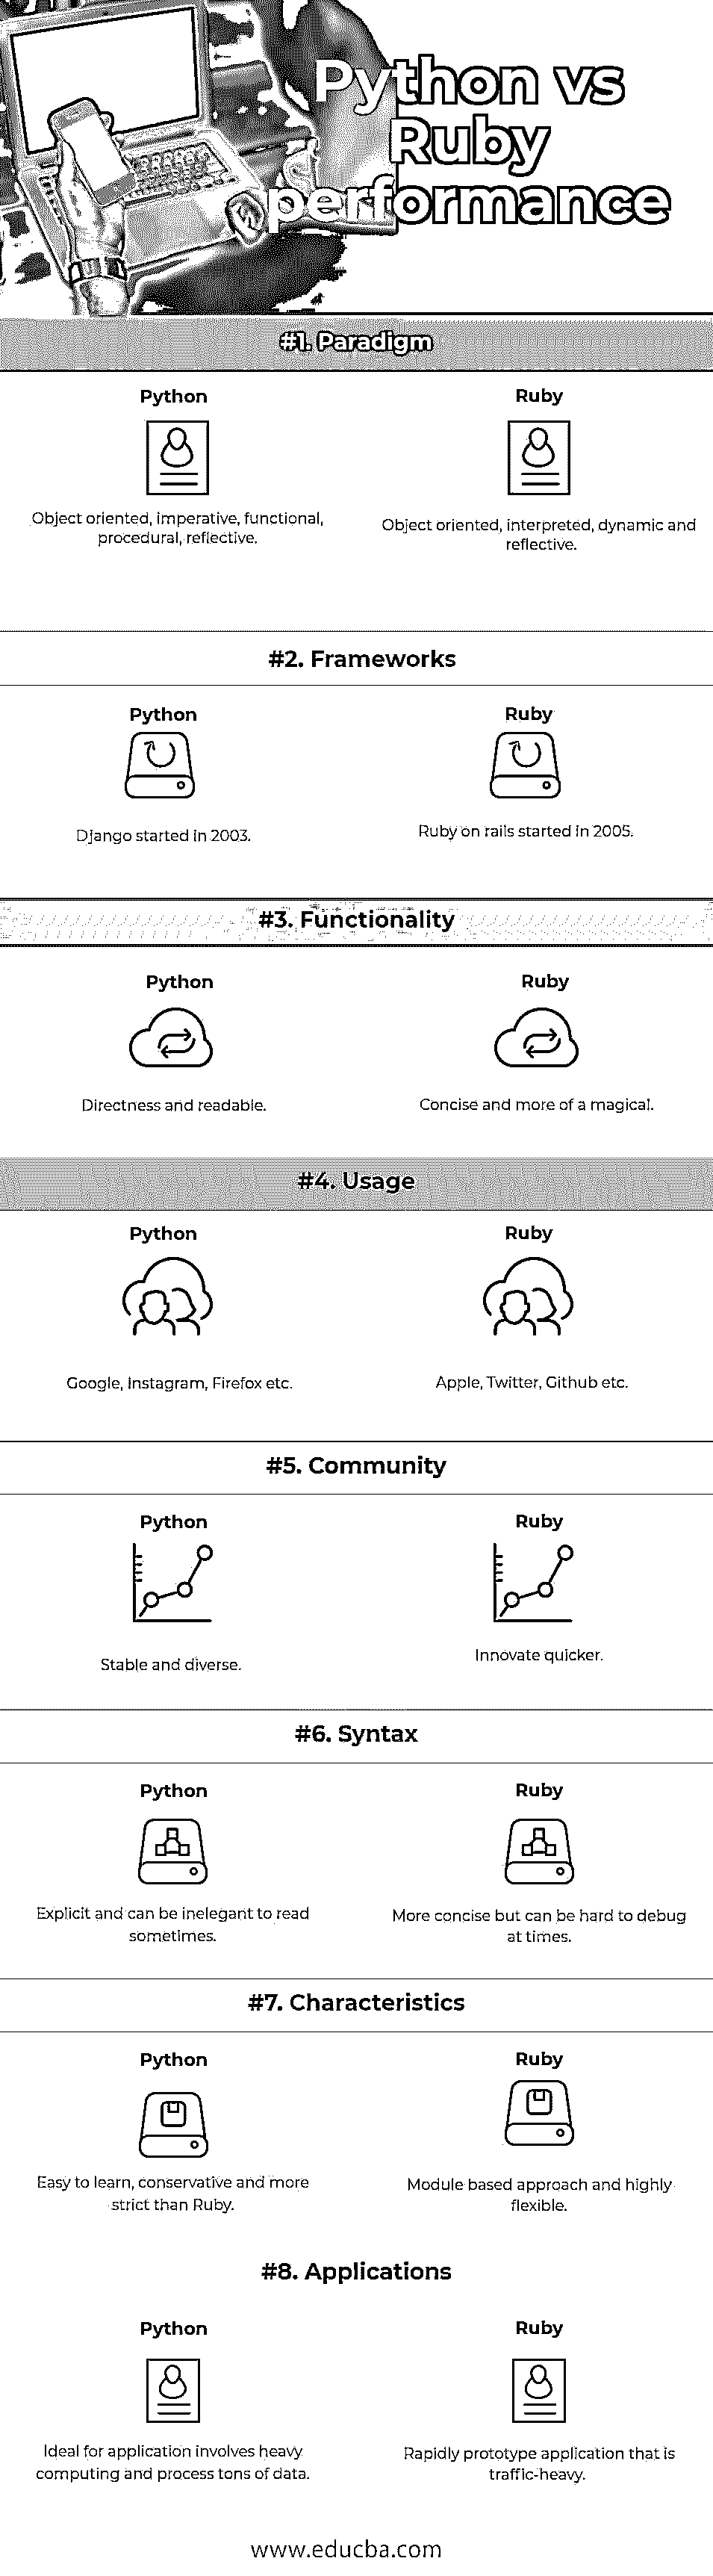 Python vs
Ruby
performance
#1. Paradigm
Python
Ruby
Object oriented, imperative, functional,
procedural, reflective.
Object oriented, interpreted, dynamic and
reflective.
#2. Frameworks
Python
Ruby
Django started in 2003.
Ruby on rails started in 2005.
#3. Functionality
Python
Ruby
Directness and readable.
Concise and more of a magical.
#4. Usage
Python
Ruby
Google, Instagram, Firefox etc.
Apple, Twitter, Github etc.
#5. Community
Python
Ruby
Stable and diverse.
Innovate quicker.
#6. Syntax
Python
Ruby
Explicit and can be inelegant to read
sometimes.
More concise but can be hard to debug
at times.
#7. Characteristics
Python
Ruby
Easy to learn, conservative and more
strict than Ruby.
Module based approach and highly
flexible.
#8. Applications
Python
Ruby
Ideal for application involves heavy
computing and process tons of data.
Rapidly prototype application that is
traffic-heavy.
www.educba.com